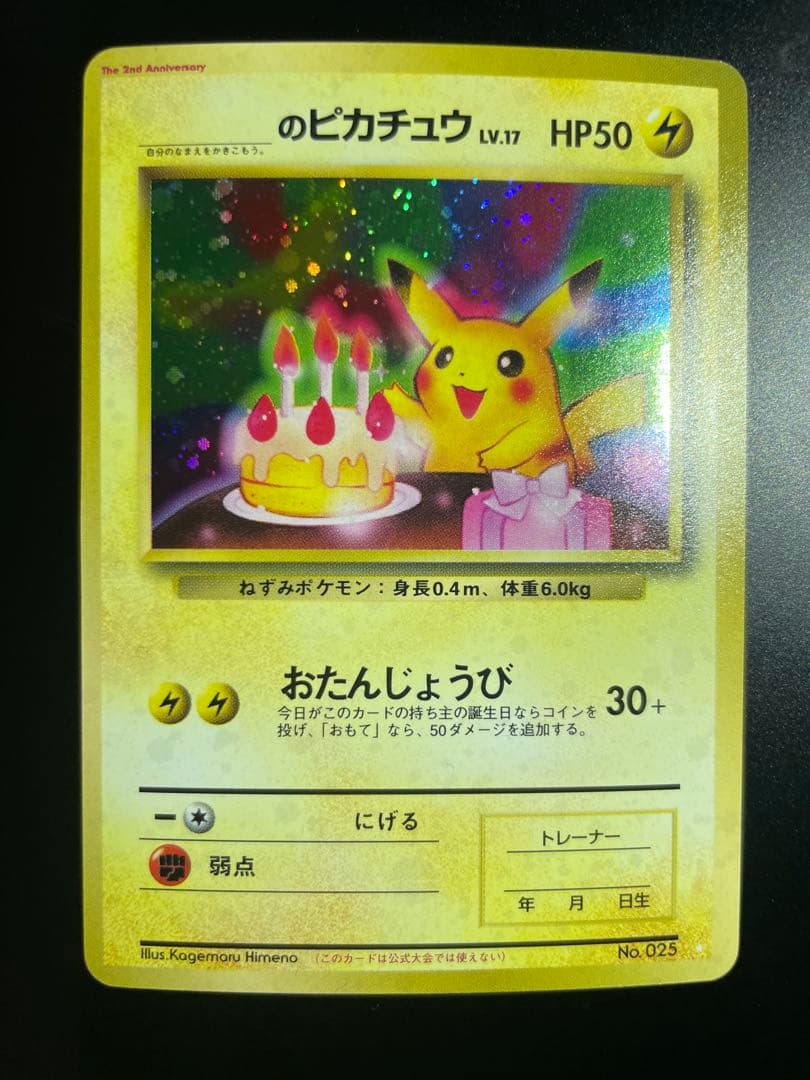 The 2nd Anniversary
のピカチュウ LV.17 HP50
自分のなまえをかきこもう。
ねずみポケモン：身長0.4m、体重6.0kg
おたんじょうび 30+
今日がこのカードの持ち主の誕生日ならコインを
投げ、「おもて」なら、50ダメージを追加する。
ー にげる
弱点
トレーナー
年 月 日生
Illus.Kagemaru Himeno (このカードは公式大会では使えない) No. 025